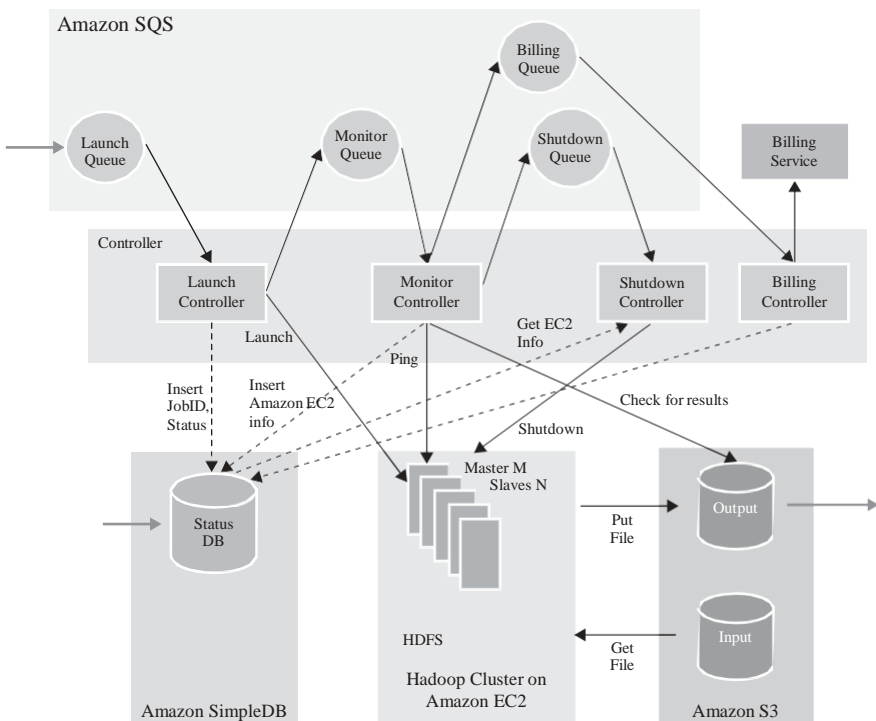 Amazon SQS
Billing
Queue
Launch
Queue
Monitor
Queue
Shutdown
Queue
Billing
Service
Controller
Launch
Controller
Monitor
Controller
Shutdown
Controller
Billing
Controller
Launch
Ping
Get EC2
Info
Insert
JobID,
Status
Insert
Amazon EC2
info
Shutdown
Check for results
Master M
Slaves N
Status
DB
Put
File
Output
HDFS
Get
File
Input
Hadoop Cluster on
Amazon EC2
Amazon SimpleDB
Amazon S3